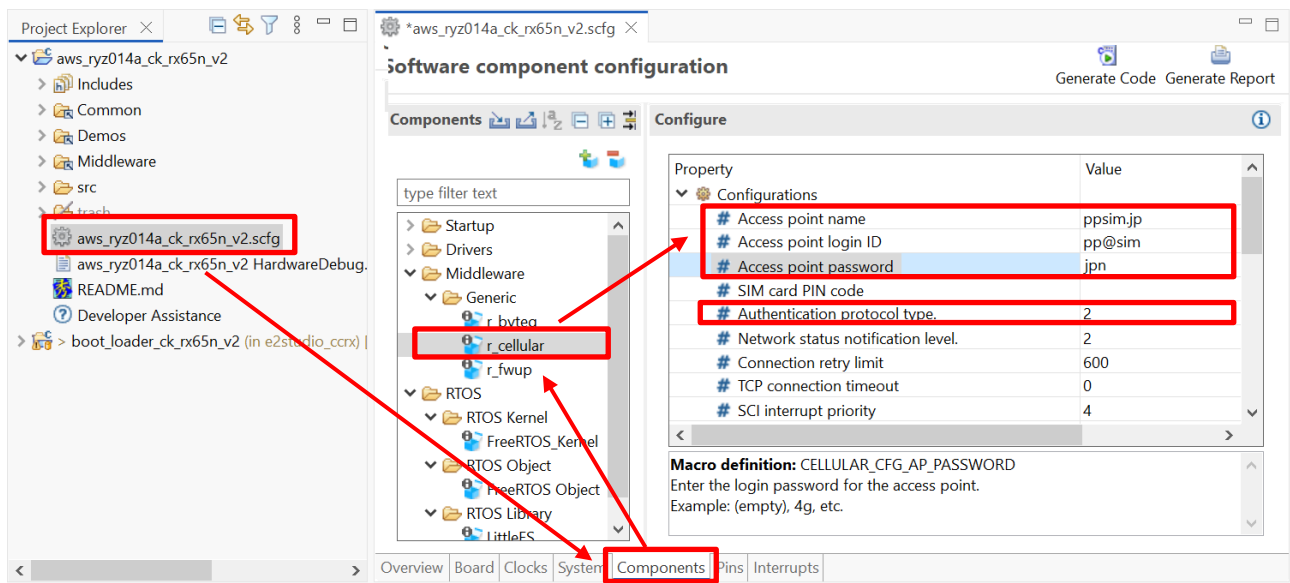 Project Explorer
aws_ryz014a_ck_rx65n_v2
Includes
Common
Demos
Middleware
src
trash
aws_ryz014a_ck_rx65n_v2.scfg
aws_ryz014a_ck_rx65n_v2 HardwareDebug.
README.md
Developer Assistance
> boot_loader_ck_rx65n_v2 (in e2studio_ccrx) |
*aws_ryz014a_ck_rx65n_v2.scfg
Software component configuration
Generate Code Generate Report
Components
Configure
type filter text
Startup
Drivers
Middleware
Generic
r_byteq
r_cellular
r_fwup
RTOS
RTOS Kernel
FreeRTOS_Kernel
RTOS Object
FreeRTOS Object
RTOS Library
LittleFS
Property Value
Configurations
# Access point name ppsim.jp
# Access point login ID pp@sim
# Access point password jpn
# SIM card PIN code
# Authentication protocol type. 2
# Network status notification level. 2
# Connection retry limit 600
# TCP connection timeout 0
# SCI interrupt priority 4
Macro definition: CELLULAR_CFG_AP_PASSWORD
Enter the login password for the access point.
Example: (empty), 4g, etc.
Overview Board Clocks System Components Pins Interrupts